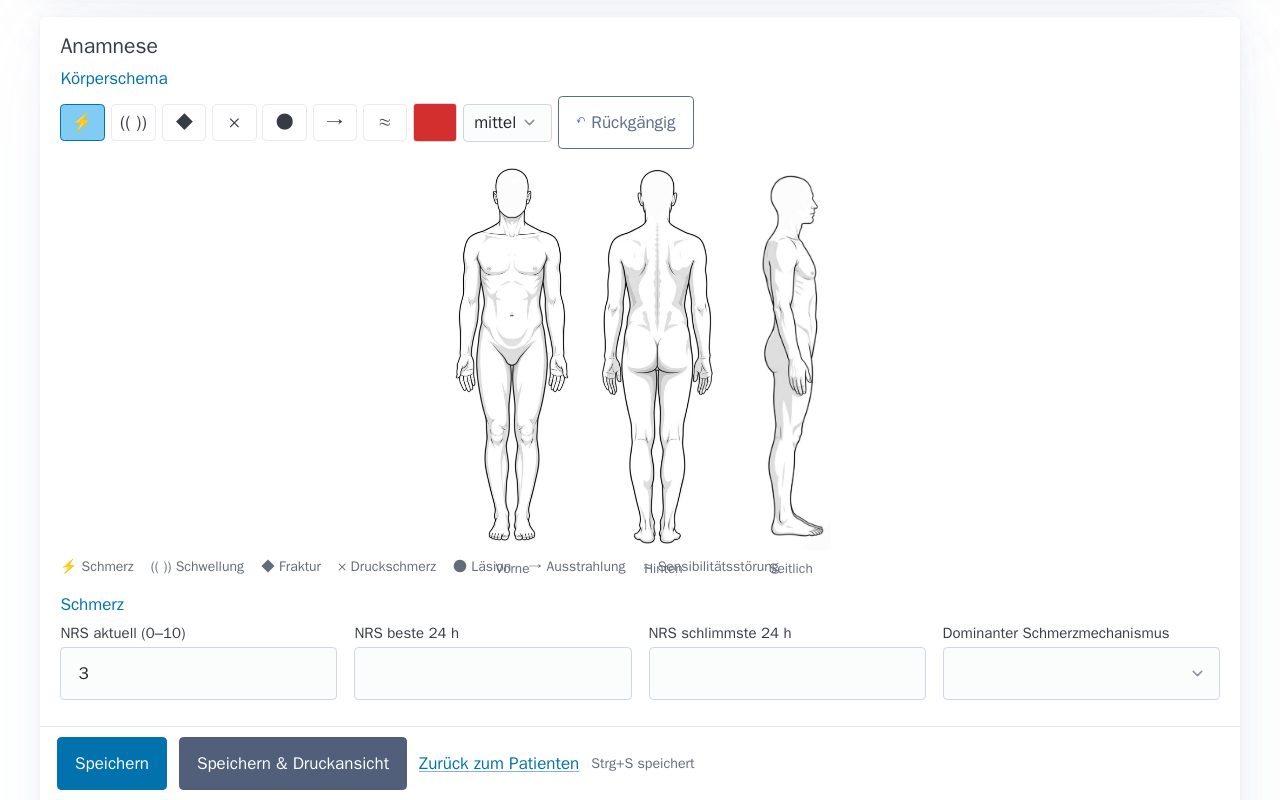 Anamnese
Körperschema
⚡ (( )) ◆ × ● → ≈ mittel ↶ Rückgängig
⚡ Schmerz (( )) Schwellung ◆ Fraktur × Druckschmerz ● Läsion → Ausstrahlung ≈ Sensibilitätsstörung
Vorne Hinten Seitlich
Schmerz
NRS aktuell (0–10) NRS beste 24 h NRS schlimmste 24 h Dominanter Schmerzmechanismus
3
Speichern Speichern & Druckansicht Zurück zum Patienten Strg+S speichert